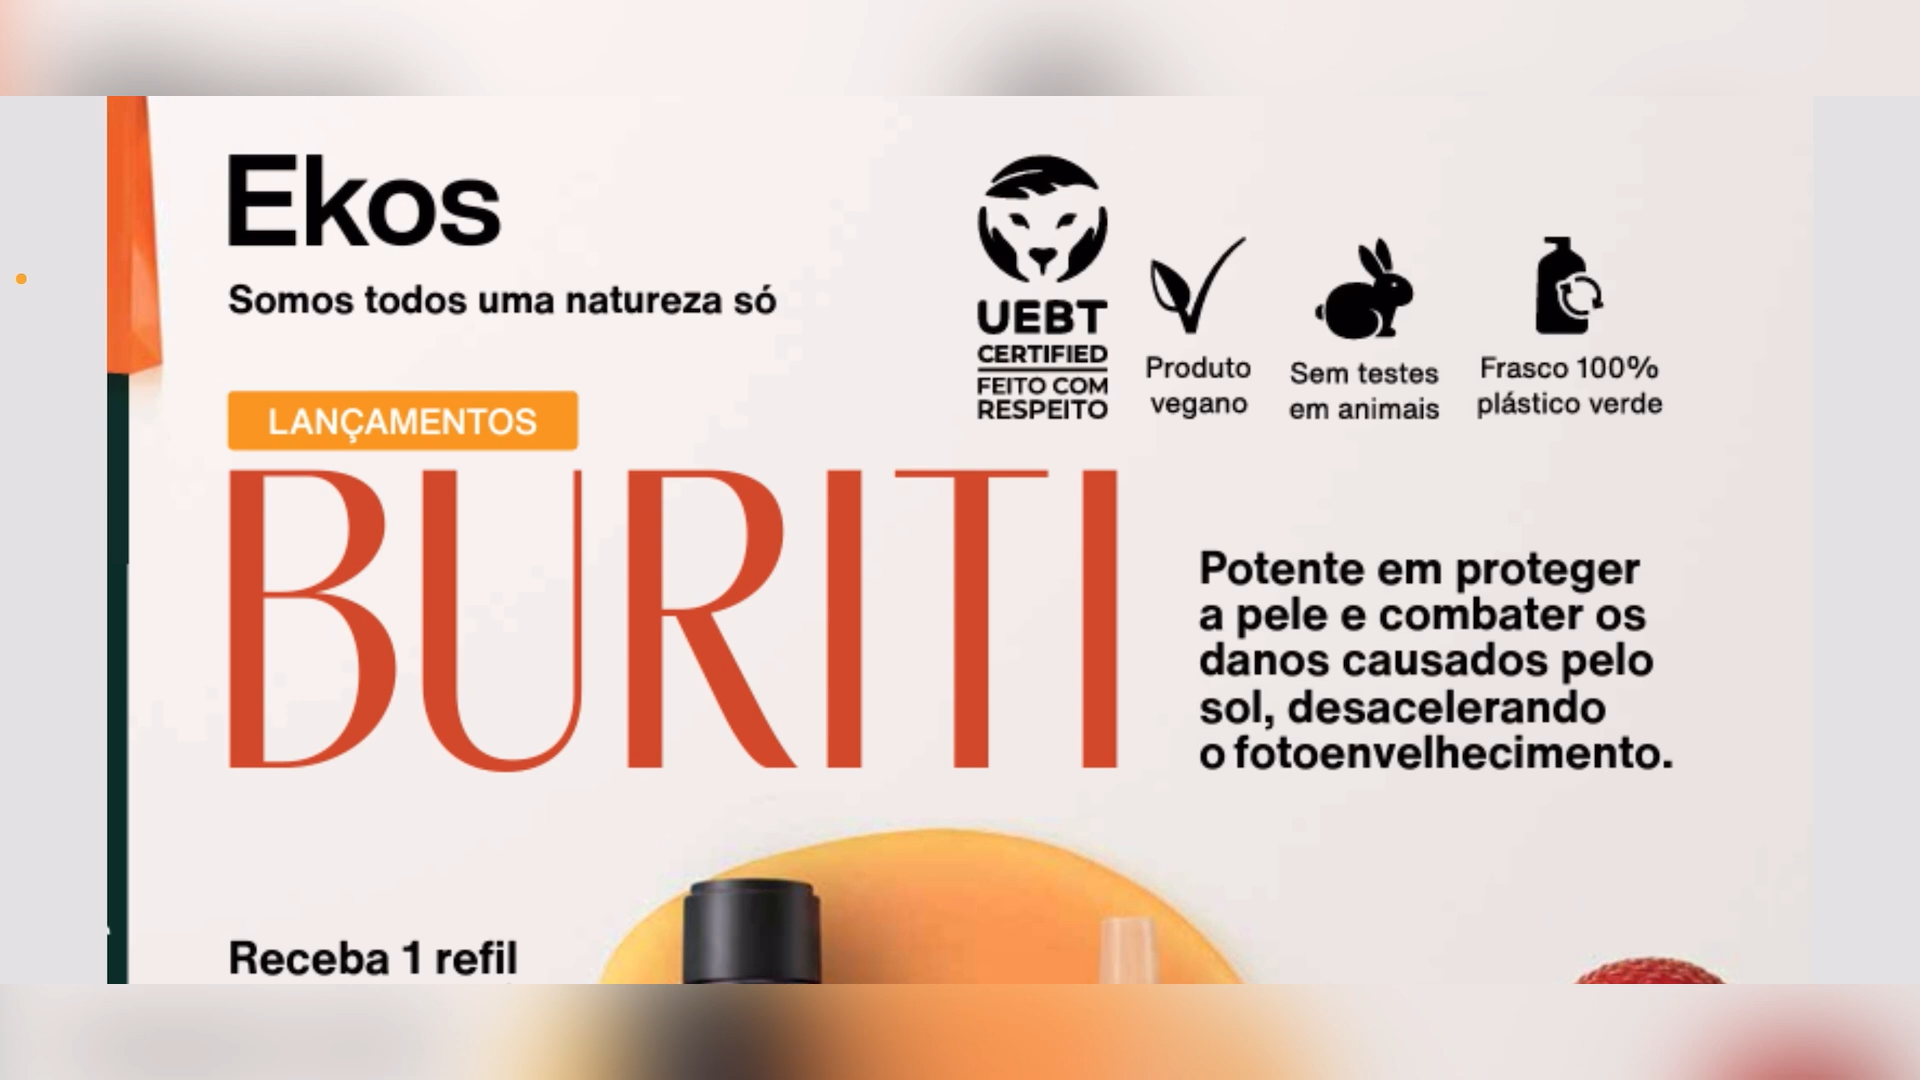 Ekos
Somos todos uma natureza só
UEBT
CERTIFIED
FEITO COM
RESPEITO
Produto
vegano
Sem testes
em animais
Frasco 100%
plástico verde
LANÇAMENTOS
BURITI
Potente em proteger
a pele e combater os
danos causados pelo
sol, desacelerando
o fotoenvelhecimento.
Receba 1 refil